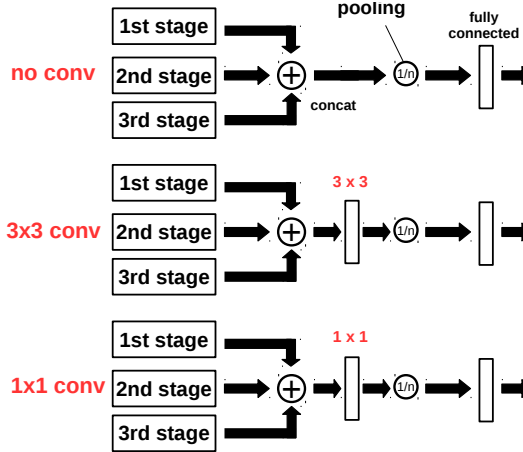 1st stage
pooling
fully
connected
no conv
2nd stage
+
1/n
concat
3rd stage
1st stage
3 x 3
3x3 conv
2nd stage
+
1/n
3rd stage
1st stage
1 x 1
1x1 conv
2nd stage
+
1/n
3rd stage